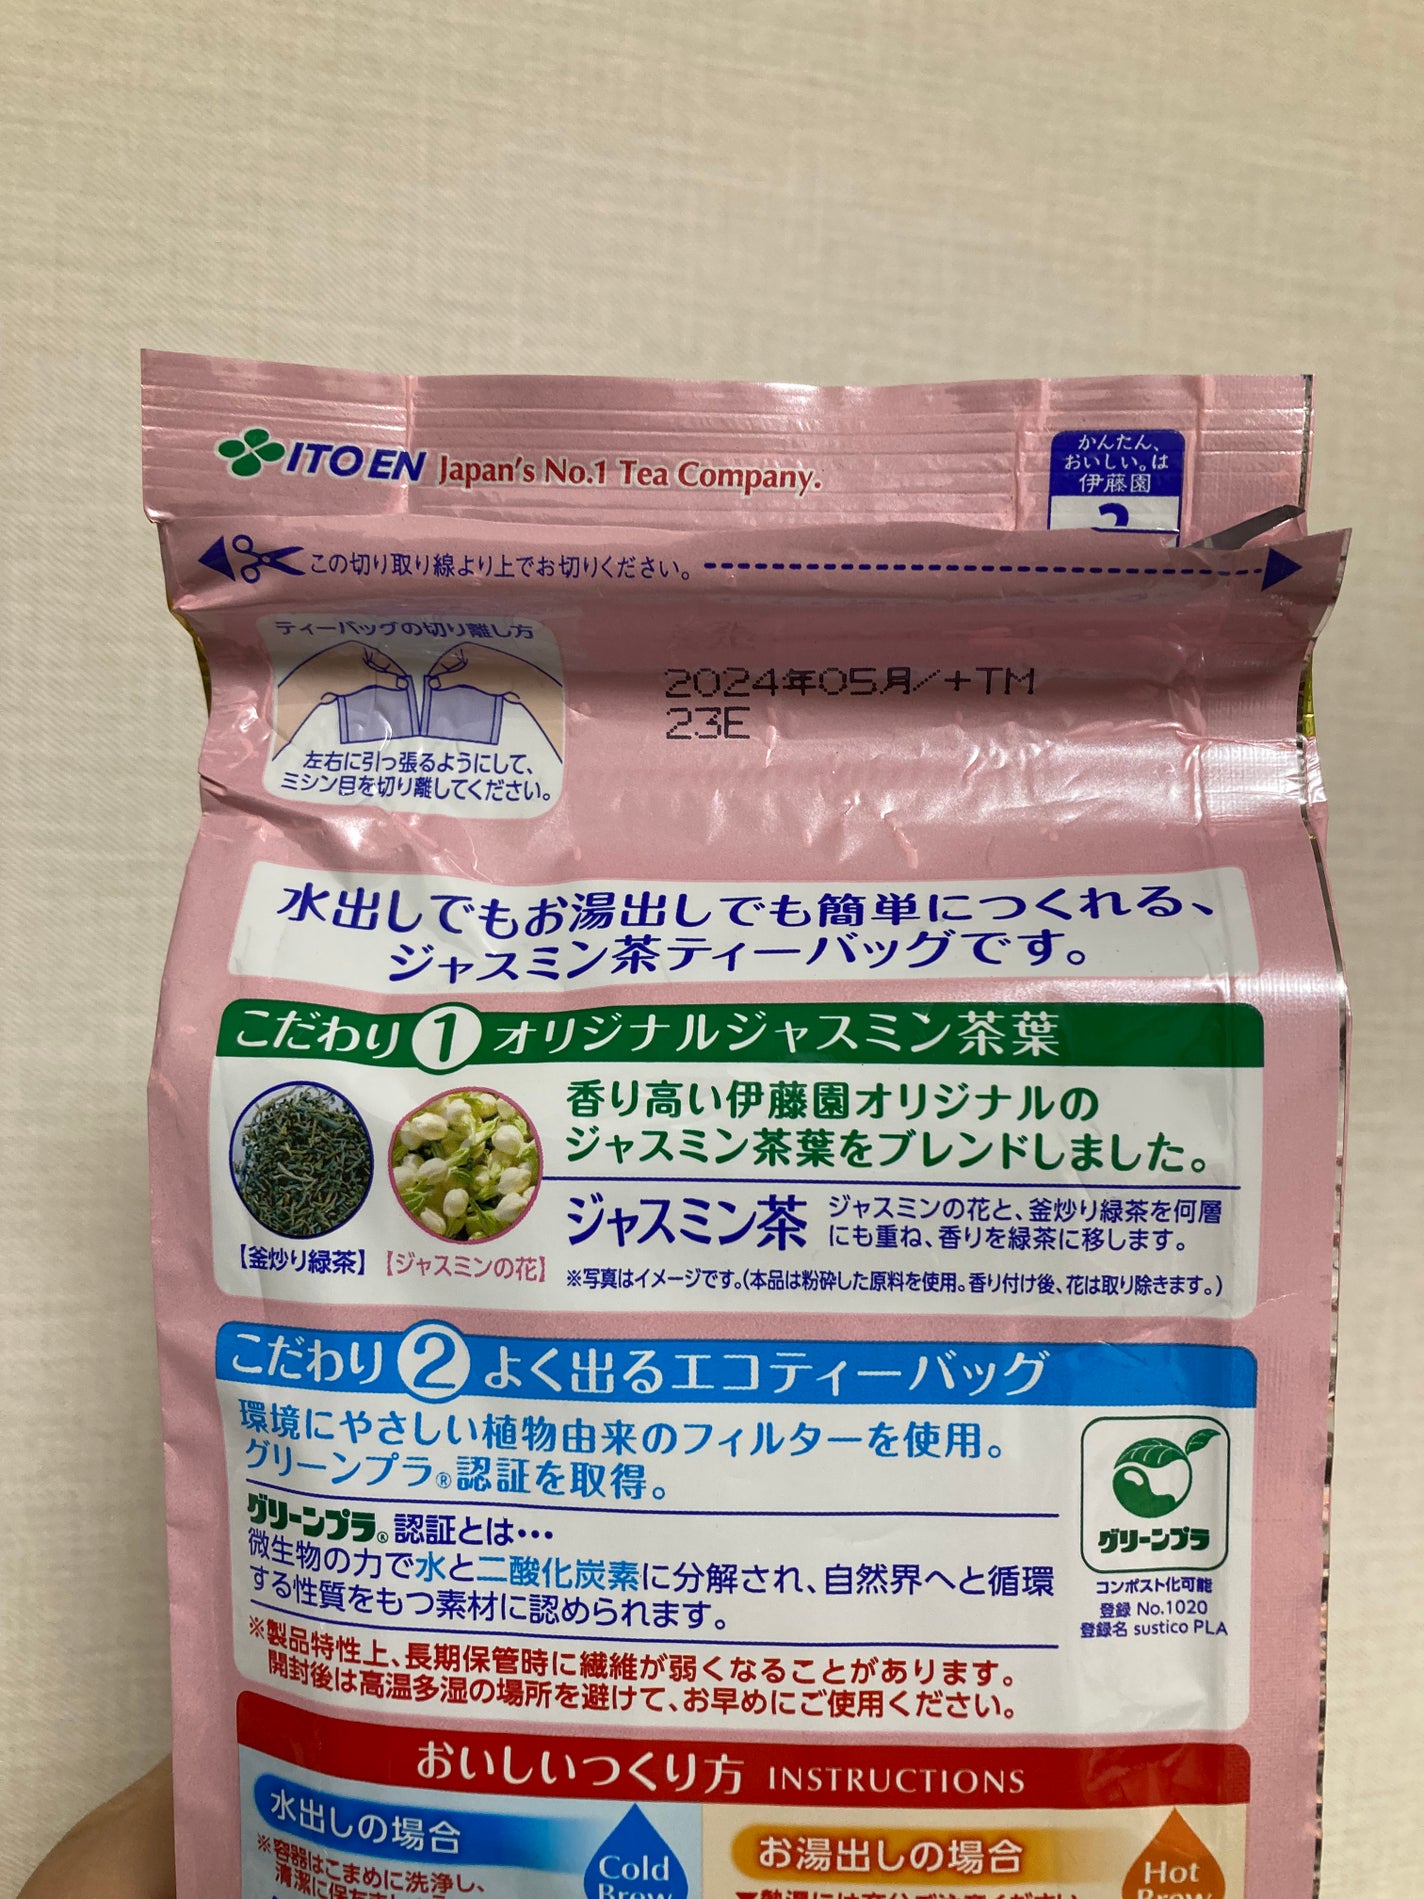 ITO EN Japan's No.1 Tea Company.
かんたん、
おいしい。は
伊藤園
この切り取り線より上でお切りください。
ティーバッグの切り離し方
左右に引っ張るようにして、
ミシン目を切り離してください。
2024年05月/+TM
23E
水出しでもお湯出しでも簡単につくれる、
ジャスミン茶ティーバッグです。
こだわり1 オリジナルジャスミン茶葉
香り高い伊藤園オリジナルの
ジャスミン茶葉をブレンドしました。
【釜炒り緑茶】
【ジャスミンの花】
ジャスミン茶
ジャスミンの花と、釜炒り緑茶を何層
にも重ね、香りを緑茶に移します。
※写真はイメージです。(本品は粉砕した原料を使用。香り付け後、花は取り除きます。)
こだわり2 よく出るエコティーバッグ
環境にやさしい植物由来のフィルターを使用。
グリーンプラ®認証を取得。
グリーンプラ®認証とは…
微生物の力で水と二酸化炭素に分解され、自然界へと循環
する性質をもつ素材に認められます。
グリーンプラ
コンポスト化可能
登録 No.1020
登録名 sustico PLA
※製品特性上、長期保管時に繊維が弱くなることがあります。
開封後は高温多湿の場所を避けて、お早めにご使用ください。
おいしいつくり方 INSTRUCTIONS
水出しの場合
※容器はこまめに洗浄し、
Cold
Brew
お湯出しの場合
Hot
Brew